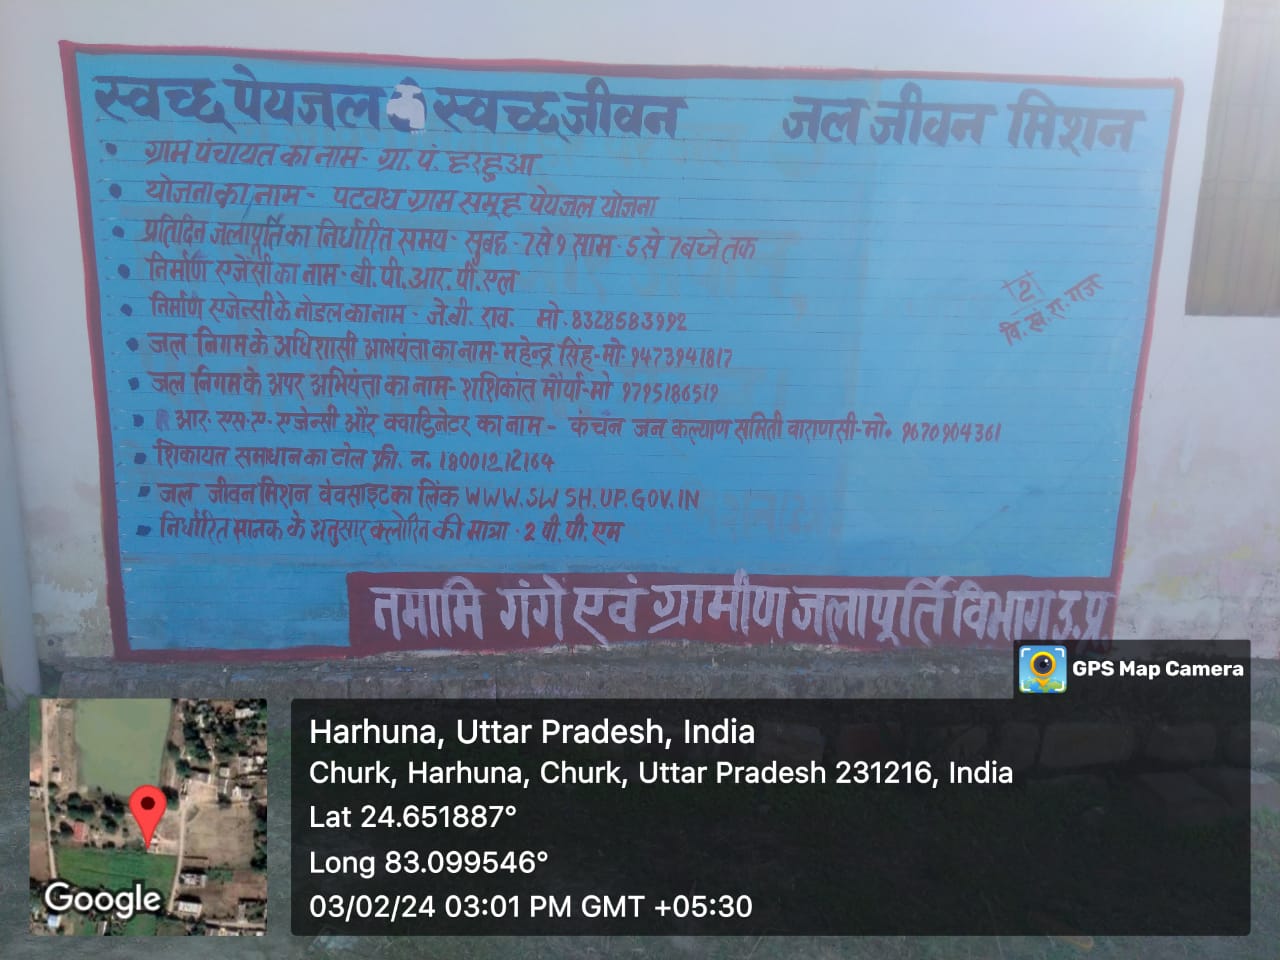 स्वच्छ पेयजल स्वच्छ जीवन जल जीवन मिशन
• ग्राम पंचायत का नाम- ग्रा. पं. हरहुआ
• योजना का नाम - पटवध ग्राम समूह पेयजल योजना
• प्रतिदिन जलापूर्ति का निर्धारित समय - सुबह - 7 से 9 साम - 5 से 7 बच्चे तक
• निर्माण एजेंसी का नाम - बी. पी. आर. पी. एल
• निर्माण एजेन्सी के नोडल का नाम - जे. बी. राव. मो. 8328583992
• जल निगम के अधिशासी अभियंता का नाम- महेन्द्र सिंह- मो: 9473941817
• जल निगम के अपर अभियंता का नाम- शशिकांत मौर्या- मो 9795186519
• आर. एस. ए. एजेन्सी और क्वाटिनेटर का नाम - कंचन जन कल्याण समिती वाराणसी- मो. 9670904361
• शिकायत समाधान का टोल फ्री. न. 18001212164
• जल जीवन मिशन वेवसाइट का लिंक WWW.SWSH.UP.GOV.IN
• निर्धारित मानक के अनुसार क्लोरिन की मात्रा - 2 पी. पी. एम
2
वि. खं. रा. गंज
नमामि गंगे एवं ग्रामीण जलापूर्ति विभाग उ. प्र.
GPS Map Camera
Harhuna, Uttar Pradesh, India
Churk, Harhuna, Churk, Uttar Pradesh 231216, India
Lat 24.651887°
Long 83.099546°
03/02/24 03:01 PM GMT +05:30
Google